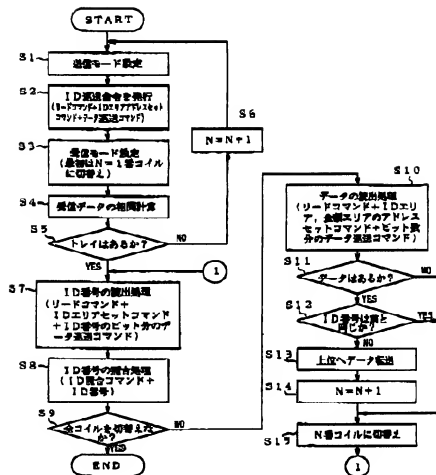 START
S1
送信モード設定
S2
ID返送命令を発行
(リードコマンド+IDエリアアドレスセット
コマンド+データ返送コマンド)
S3
受信モード設定
(最初はN=1番コイル
に切替え)
S4
受信データの相関計算
S5
トレイはあるか?
NO
YES
S6
N=N+1
1
S7
ID番号の読出処理
(リードコマンド+
IDエリアセットコマンド
+ID番号のビット分のデー
タ返送コマンド)
S8
ID番号の照合処理
(ID照合コマンド+
ID番号)
S9
全コイルを切替えた
か?
NO
YES
END
S10
データの読出処理
(リードコマンド+IDエリ
ア,金額エリアのアドレス
セットコマンド+ビット数
分のデータ返送コマンド)
S11
データはあるか?
NO
YES
S12
ID番号は前と
同じか?
YES
NO
S13
上位へデータ転送
S14
N=N+1
S15
N番コイルに切替え
1